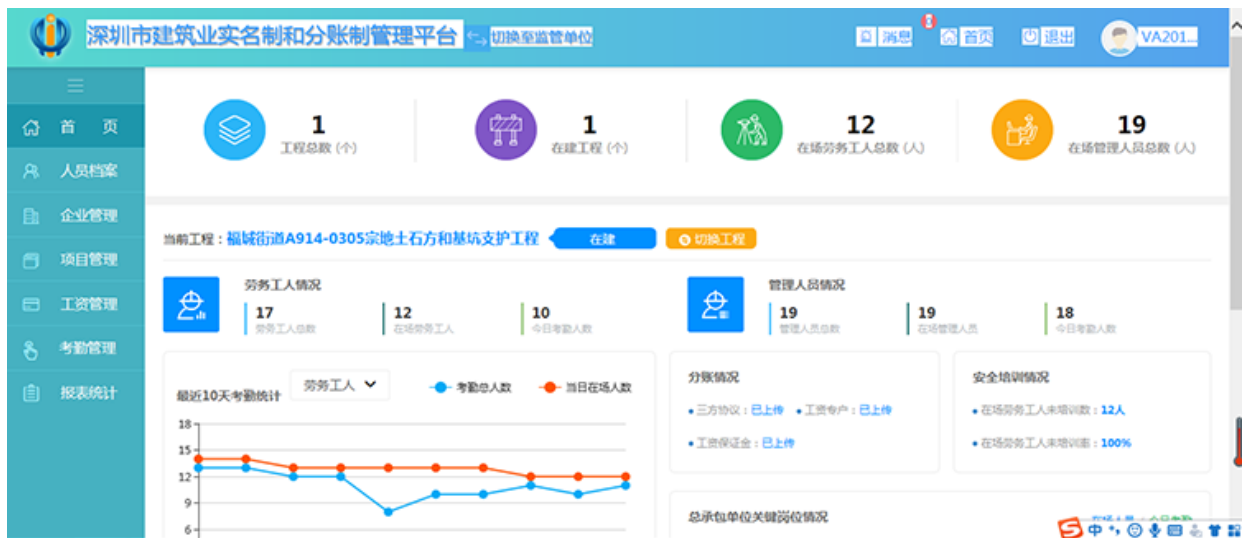 深圳市建筑业实名制和分账制管理平台 切换至监管单位 消息 首页 退出 VA201...
首 页
人员档案
企业管理
项目管理
工资管理
考勤管理
报表统计
1 1 12 19
工程总数 (个) 在建工程 (个) 在场劳务工人总数 (人) 在场管理人员总数 (人)
当前工程：福城街道A914-0305宗地土石方和基坑支护工程 在建 切换工程
劳务工人情况
17 12 10
劳务工人总数 在场劳务工人 今日考勤人数
管理人员情况
19 19 18
管理人员总数 在场管理人员 今日考勤人数
最近10天考勤统计 劳务工人 考勤总人数 当日在场人数
18
15
12
9
6
分账情况
• 三方协议：已上传 • 工资专户：已上传
• 工资保证金：已上传
安全培训情况
• 在场劳务工人未培训数：12人
• 在场劳务工人未培训率：100%
总承包单位关键岗位情况
中